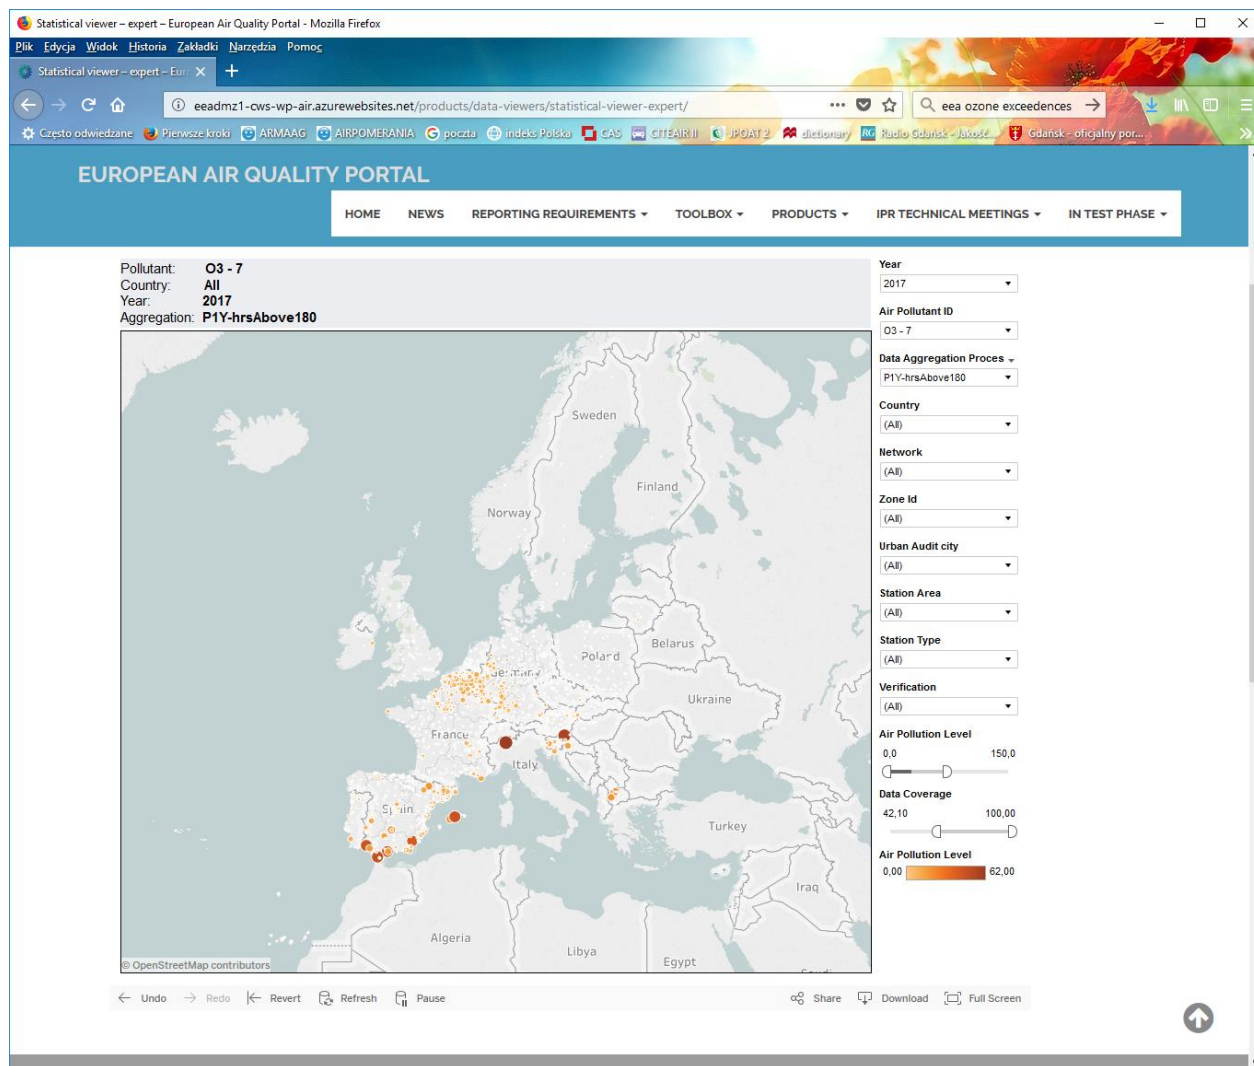 Statistical viewer – expert – European Air Quality Portal - Mozilla Firefox
Plik Edycja Widok Historia Zakładki Narzędzia Pomoc
Statistical viewer – expert – Eur
eeadmz1-cws-wp-air.azurewebsites.net/products/data-viewers/statistical-viewer-expert/
eea ozone exceedences
Często odwiedzane Pierwsze kroki ARMAAG AIRPOMERANIA poczta indeks Polska CAS CITEAIR II JPOAT 2 dictionary Radio Gdańsk - Jakość... Gdańsk - oficjalny por...
EUROPEAN AIR QUALITY PORTAL
HOME NEWS REPORTING REQUIREMENTS TOOLBOX PRODUCTS IPR TECHNICAL MEETINGS IN TEST PHASE
Pollutant: O3 - 7
Country: All
Year: 2017
Aggregation: P1Y-hrsAbove180
Year
2017
Air Pollutant ID
O3 - 7
Data Aggregation Proces
P1Y-hrsAbove180
Country
(All)
Network
(All)
Zone Id
(All)
Urban Audit city
(All)
Station Area
(All)
Station Type
(All)
Verification
(All)
Air Pollution Level
0,0 150,0
Data Coverage
42,10 100,00
Air Pollution Level
0,00 62,00
Sweden
Finland
Norway
Belarus
Poland
Germany
Ukraine
France
Italy
Spain
Turkey
Iraq
Algeria
Libya
Egypt
© OpenStreetMap contributors
Undo Redo Revert Refresh Pause Share Download Full Screen